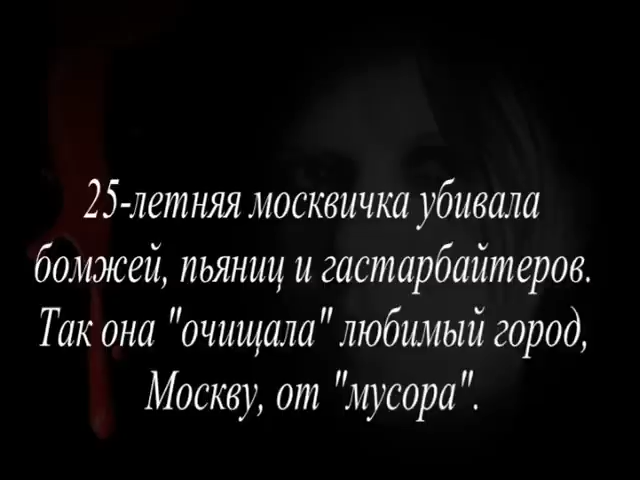 25-летняя москвичка убивала
бомжей, пьяниц и гастарбайтеров.
Так она "очищала" любимый город,
Москву, от "мусора".